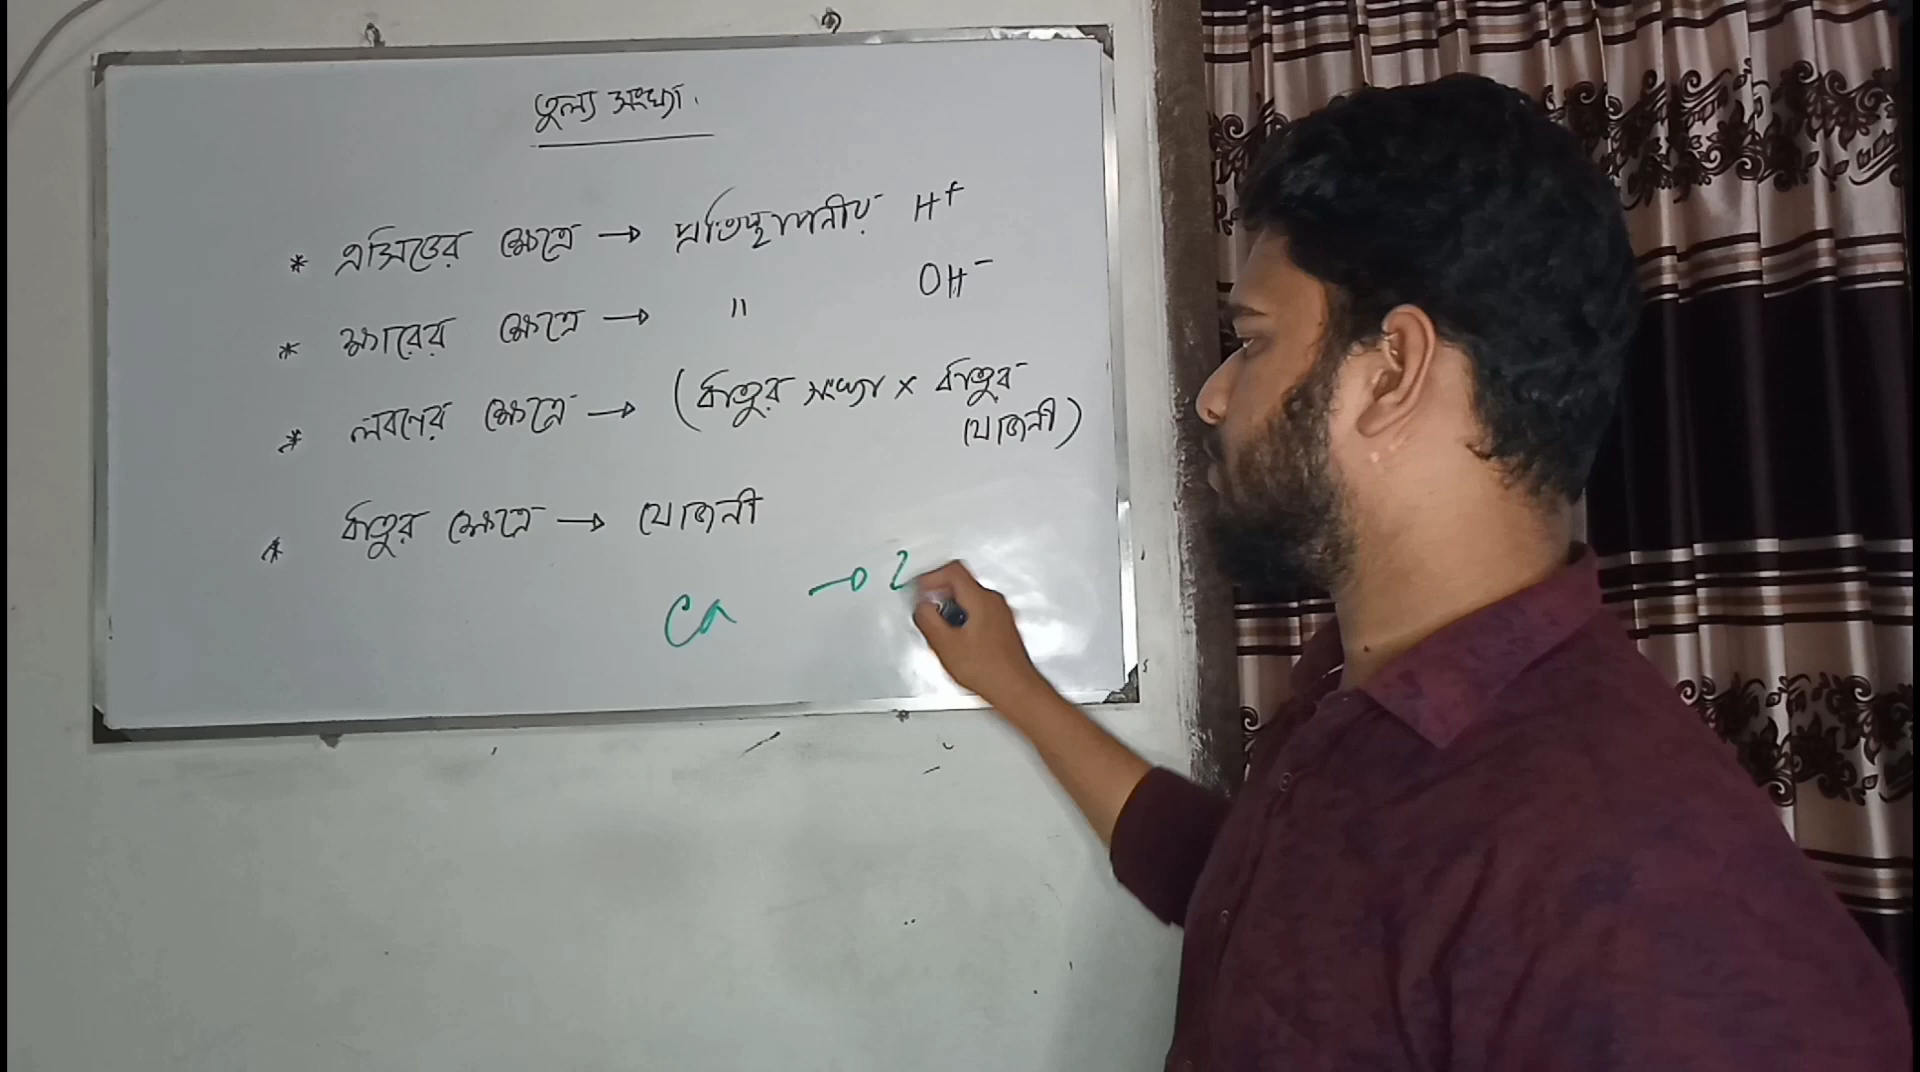 তুল্য সংখ্যা.
* এসিডের ক্ষেত্রে → প্রতিস্থাপনীয় H⁺
* ক্ষারের ক্ষেত্রে → " OH⁻
* লবণের ক্ষেত্রে → (ধাতুর সংখ্যা × ধাতুর
যোজনী)
* ধাতুর ক্ষেত্রে → যোজনী
Ca → 2